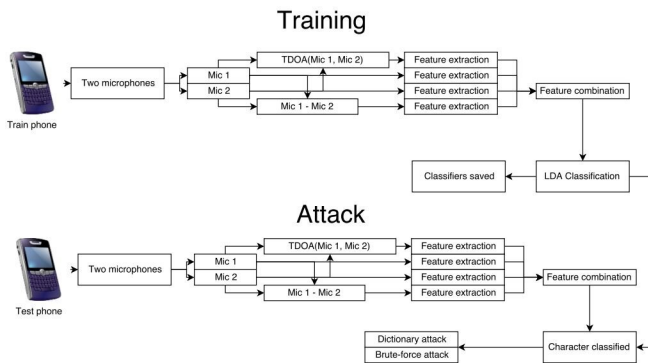 Training
TDOA(Mic 1, Mic 2)
Feature extraction
Two microphones
Mic 1
Feature extraction
Mic 2
Feature extraction
Feature combination
Mic 1 - Mic 2
Feature extraction
Train phone
Classifiers saved
LDA Classification
Attack
TDOA(Mic 1, Mic 2)
Feature extraction
Two microphones
Mic 1
Feature extraction
Mic 2
Feature extraction
Feature combination
Mic 1 - Mic 2
Feature extraction
Test phone
Dictionary attack
Character classified
Brute-force attack